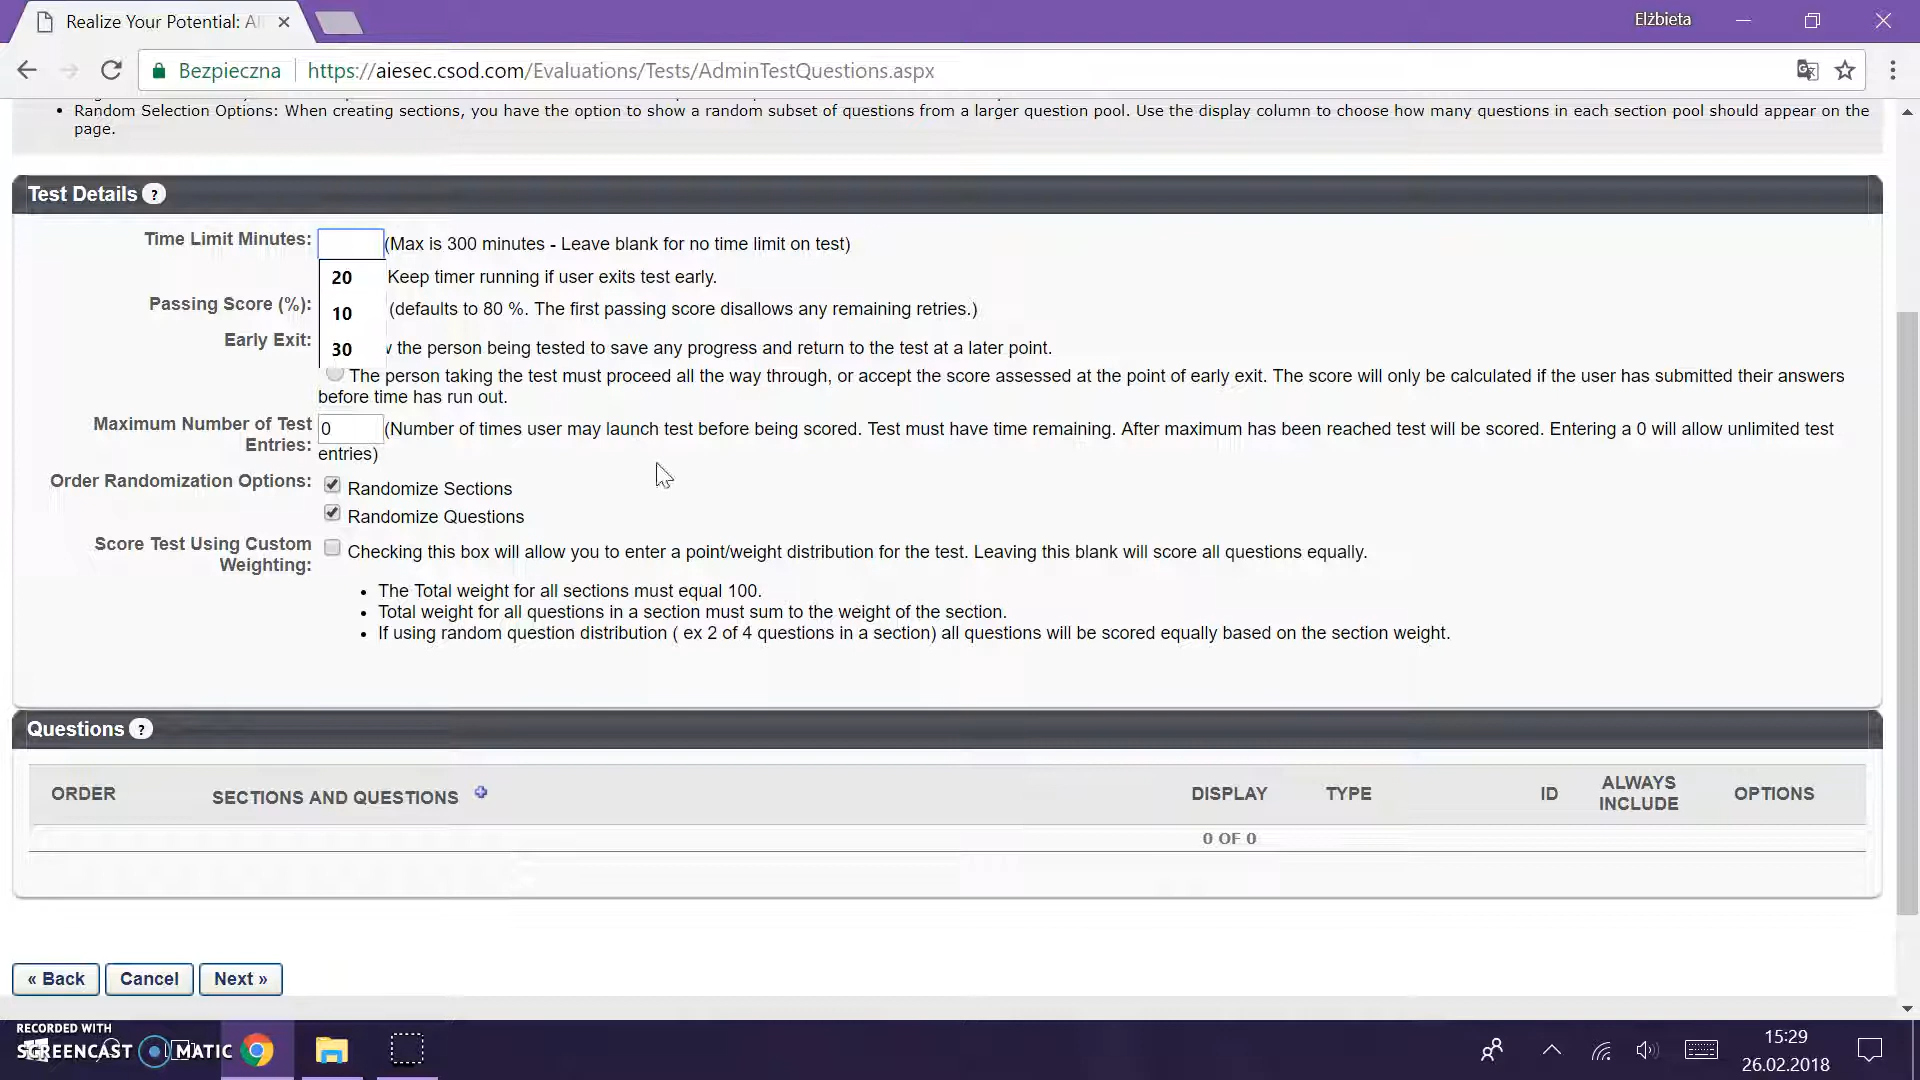 Realize Your Potential: Al
Elżbieta
Bezpieczna
https://aiesec.csod.com/Evaluations/Tests/AdminTestQuestions.aspx
• Random Selection Options: When creating sections, you have the option to show a random subset of questions from a larger question pool. Use the display column to choose how many questions in each section pool should appear on the
page.
Test Details ?
Time Limit Minutes: (Max is 300 minutes - Leave blank for no time limit on test)
20 Keep timer running if user exits test early.
Passing Score (%): 10 (defaults to 80 %. The first passing score disallows any remaining retries.)
Early Exit: 30 the person being tested to save any progress and return to the test at a later point.
The person taking the test must proceed all the way through, or accept the score assessed at the point of early exit. The score will only be calculated if the user has submitted their answers
before time has run out.
Maximum Number of Test
Entries:
0 (Number of times user may launch test before being scored. Test must have time remaining. After maximum has been reached test will be scored. Entering a 0 will allow unlimited test
entries)
Order Randomization Options: Randomize Sections
Randomize Questions
Score Test Using Custom
Weighting:
Checking this box will allow you to enter a point/weight distribution for the test. Leaving this blank will score all questions equally.
• The Total weight for all sections must equal 100.
• Total weight for all questions in a section must sum to the weight of the section.
• If using random question distribution ( ex 2 of 4 questions in a section) all questions will be scored equally based on the section weight.
Questions ?
ORDER SECTIONS AND QUESTIONS DISPLAY TYPE ID ALWAYS INCLUDE OPTIONS
0 OF 0
« Back Cancel Next »
RECORDED WITH
SCREENCAST MATIC
15:29
26.02.2018